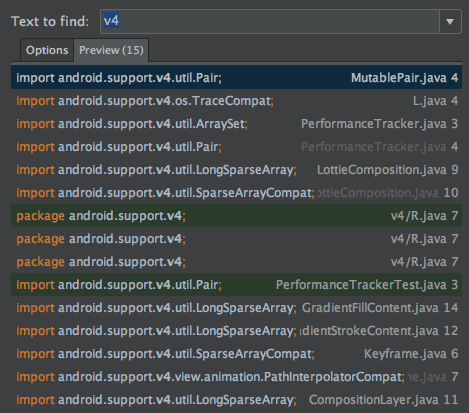 Text to find: v4
Options Preview (15)
import android.support.v4.util.Pair; MutablePair.java 4
import android.support.v4.os.TraceCompat; L.java 4
import android.support.v4.util.ArraySet; PerformanceTracker.java 3
import android.support.v4.util.Pair; PerformanceTracker.java 4
import android.support.v4.util.LongSparseArray; LottieComposition.java 9
import android.support.v4.util.SparseArrayCompat; ottieComposition.java 10
package android.support.v4; v4/R.java 7
package android.support.v4; v4/R.java 7
package android.support.v4; v4/R.java 7
import android.support.v4.util.Pair; PerformanceTrackerTest.java 3
import android.support.v4.util.LongSparseArray; GradientFillContent.java 14
import android.support.v4.util.LongSparseArray; adientStrokeContent.java 12
import android.support.v4.util.SparseArrayCompat; Keyframe.java 6
import android.support.v4.view.animation.PathInterpolatorCompat; ne.java 7
import android.support.v4.util.LongSparseArray; CompositionLayer.java 11